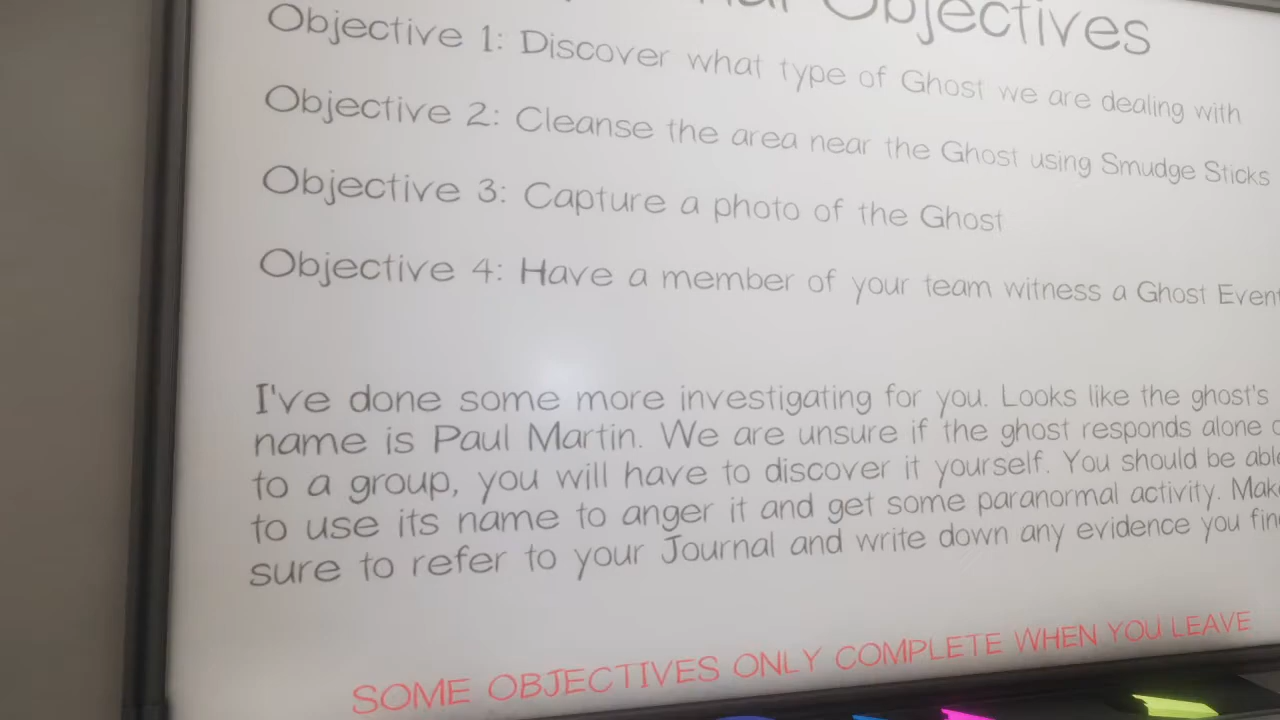 Objectives
Objective 1: Discover what type of Ghost we are dealing with
Objective 2: Cleanse the area near the Ghost using Smudge Sticks
Objective 3: Capture a photo of the Ghost
Objective 4: Have a member of your team witness a Ghost Event
I've done some more investigating for you. Looks like the ghost's
name is Paul Martin. We are unsure if the ghost responds alone
to a group, you will have to discover it yourself. You should be able
to use its name to anger it and get some paranormal activity. Make
sure to refer to your Journal and write down any evidence you find
SOME OBJECTIVES ONLY COMPLETE WHEN YOU LEAVE